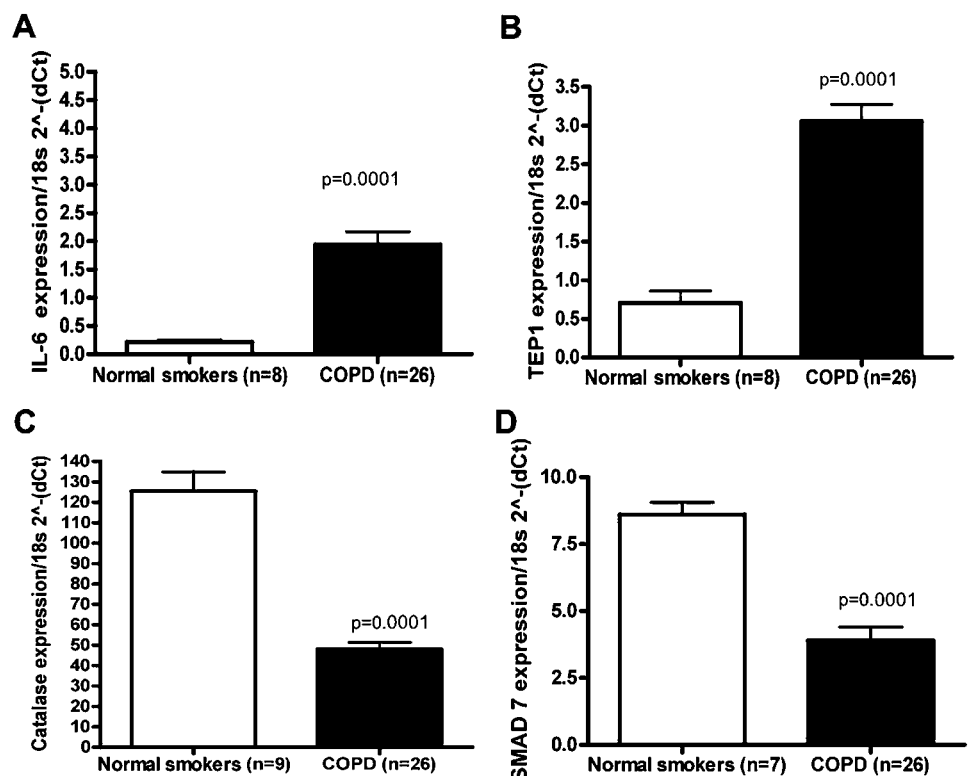 A
IL-6 expression/18s 2^-(dCt)
5.0
4.5
4.0
3.5
3.0
2.5
2.0
1.5
1.0
0.5
0.0
p=0.0001
Normal smokers (n=8)
COPD (n=26)
B
TEP1 expression/18s 2^-(dCt)
3.5
3.0
2.5
2.0
1.5
1.0
0.5
0.0
p=0.0001
Normal smokers (n=8)
COPD (n=26)
C
Catalase expression/18s 2^-(dCt)
140
130
120
110
100
90
80
70
60
50
40
30
20
10
0
p=0.0001
Normal smokers (n=9)
COPD (n=26)
D
SMAD 7 expression/18s 2^-(dCt)
10.0
7.5
5.0
2.5
0.0
p=0.0001
Normal smokers (n=7)
COPD (n=26)